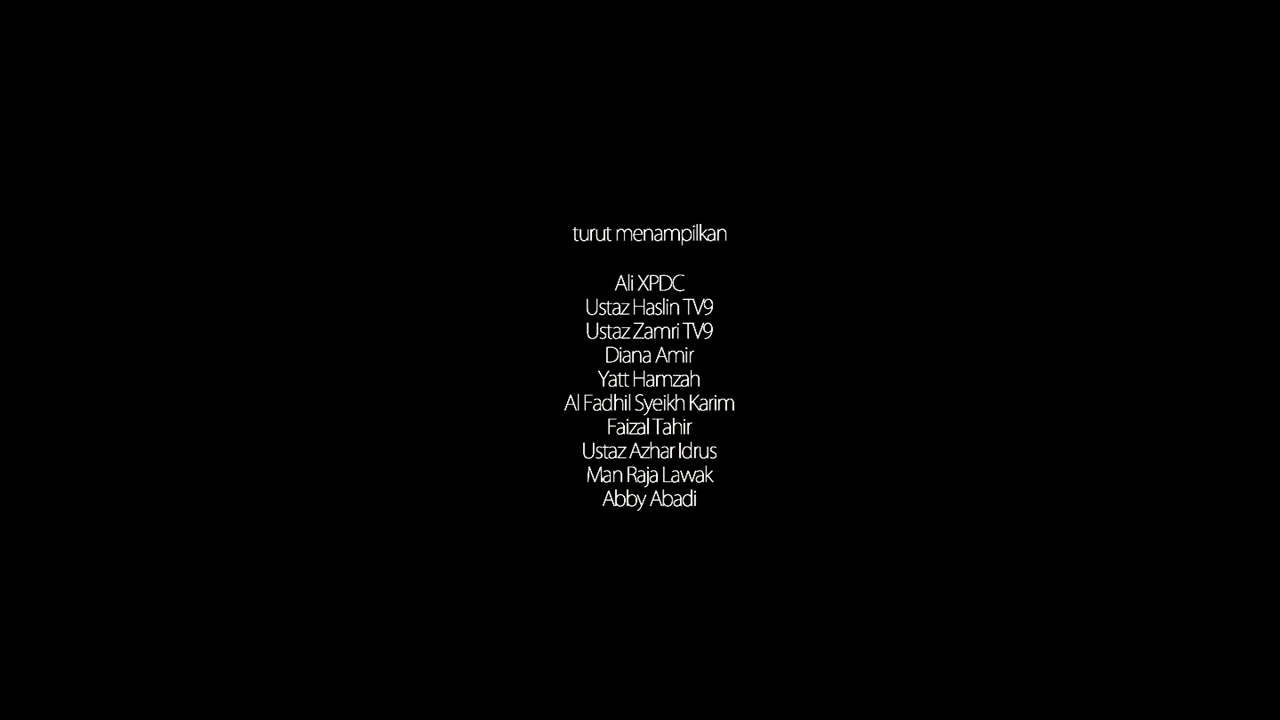 turut menampilkan
Ali XPDC
Ustaz Haslin TV9
Ustaz Zamri TV9
Diana Amir
Yatt Hamzah
Al Fadhil Syeikh Karim
Faizal Tahir
Ustaz Azhar Idrus
Man Raja Lawak
Abby Abadi